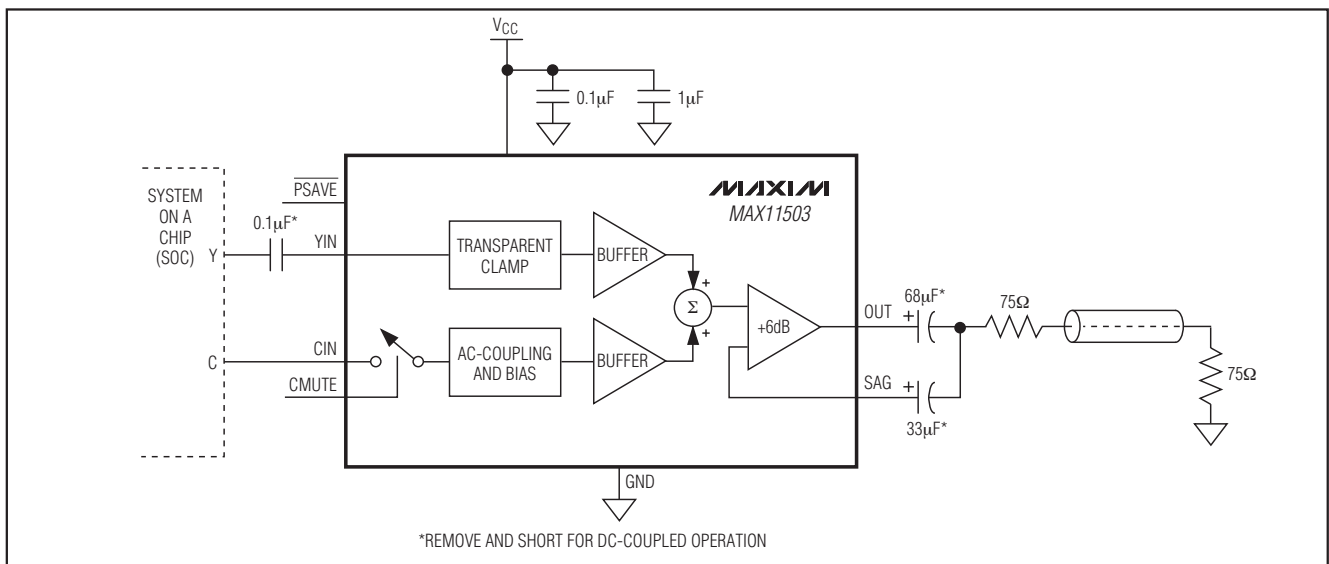 VCC
0.1µF
1µF
SYSTEM
ON A
CHIP
(SOC)
Y
C
0.1µF*
PSAVE
YIN
CIN
CMUTE
MAXIM
MAX11503
TRANSPARENT
CLAMP
BUFFER
+
Σ
+
AC-COUPLING
AND BIAS
BUFFER
+6dB
OUT
SAG
+
68µF*
+
33µF*
75Ω
75Ω
GND
*REMOVE AND SHORT FOR DC-COUPLED OPERATION